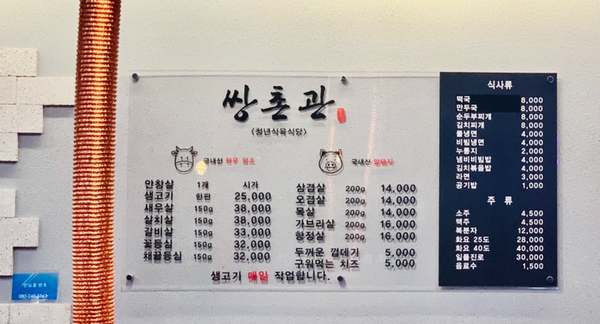 쌍촌관
<청년식육식당>
국내산 한우 암소
안창살 1개 시가
생고기 한판 25,000
새우살 150g 38,000
살치살 150g 38,000
갈비살 150g 33,000
꽃등심 150g 32,000
채끝등심 150g 32,000
국내산 암퇘지
삼겹살 200g 14,000
오겹살 200g 14,000
목살 200g 14,000
가브리살 200g 16,000
항정살 200g 16,000
두꺼운 껍데기 5,000
구워먹는 치즈 5,000
생고기 매일 작업합니다.
식사류
떡국 8,000
만두국 8,000
순두부찌개 8,000
김치찌개 8,000
물냉면 4,000
비빔냉면 4,000
누룽지 2,000
냄비비빔밥 4,000
김치볶음밥 4,000
라면 3,000
공기밥 1,000
주 류
소주 4,500
맥주 4,500
복분자 12,000
화요 25도 28,000
화요 40도 40,000
일품진로 30,000
음료수 1,500